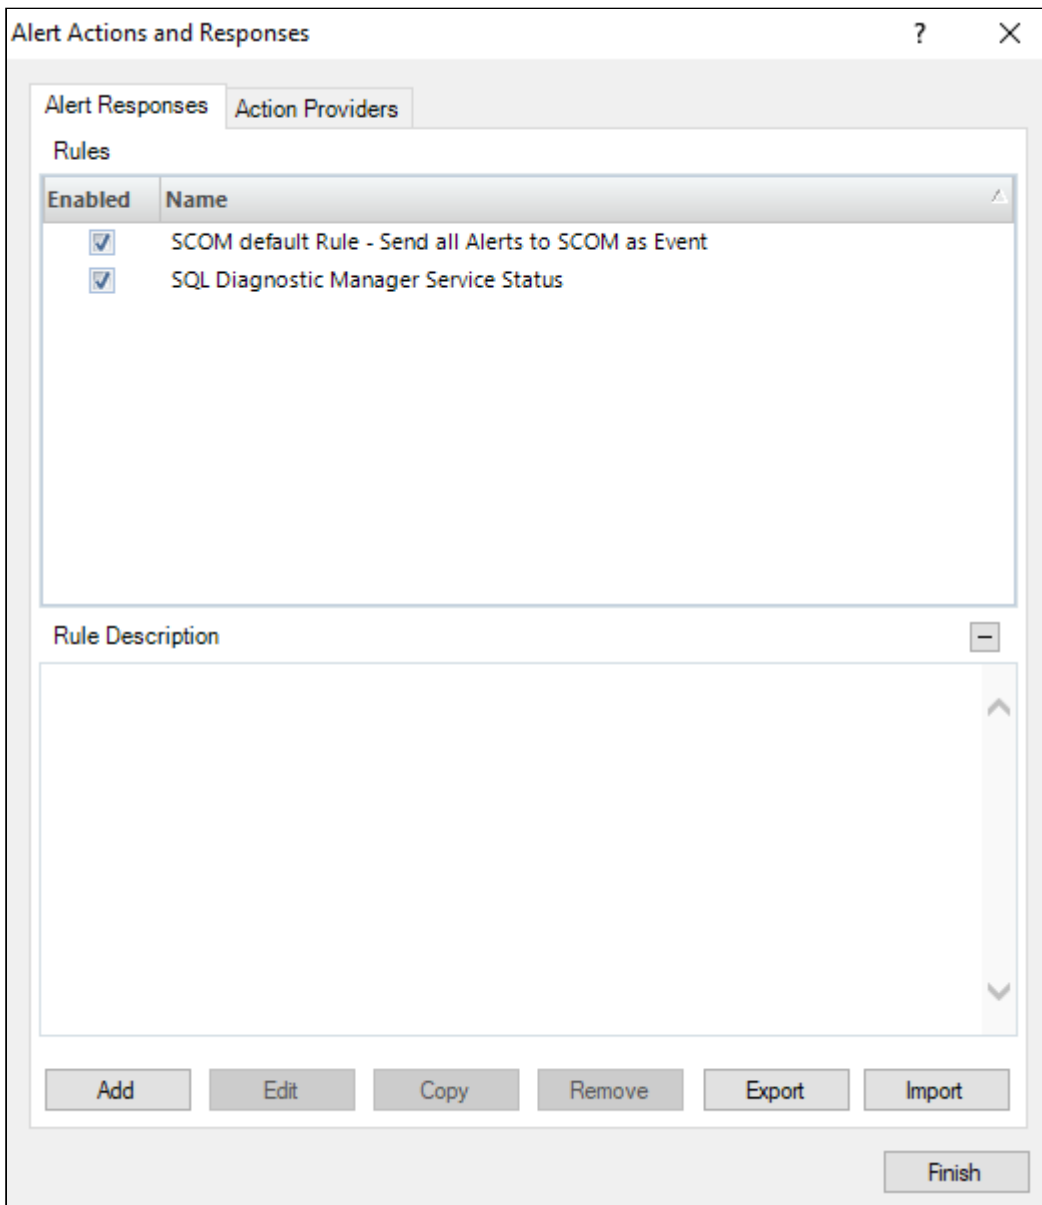 Alert Actions and Responses ?
Alert Responses Action Providers
Rules
Enabled Name
SCOM default Rule - Send all Alerts to SCOM as Event
SQL Diagnostic Manager Service Status
Rule Description
Add Edit Copy Remove Export Import
Finish